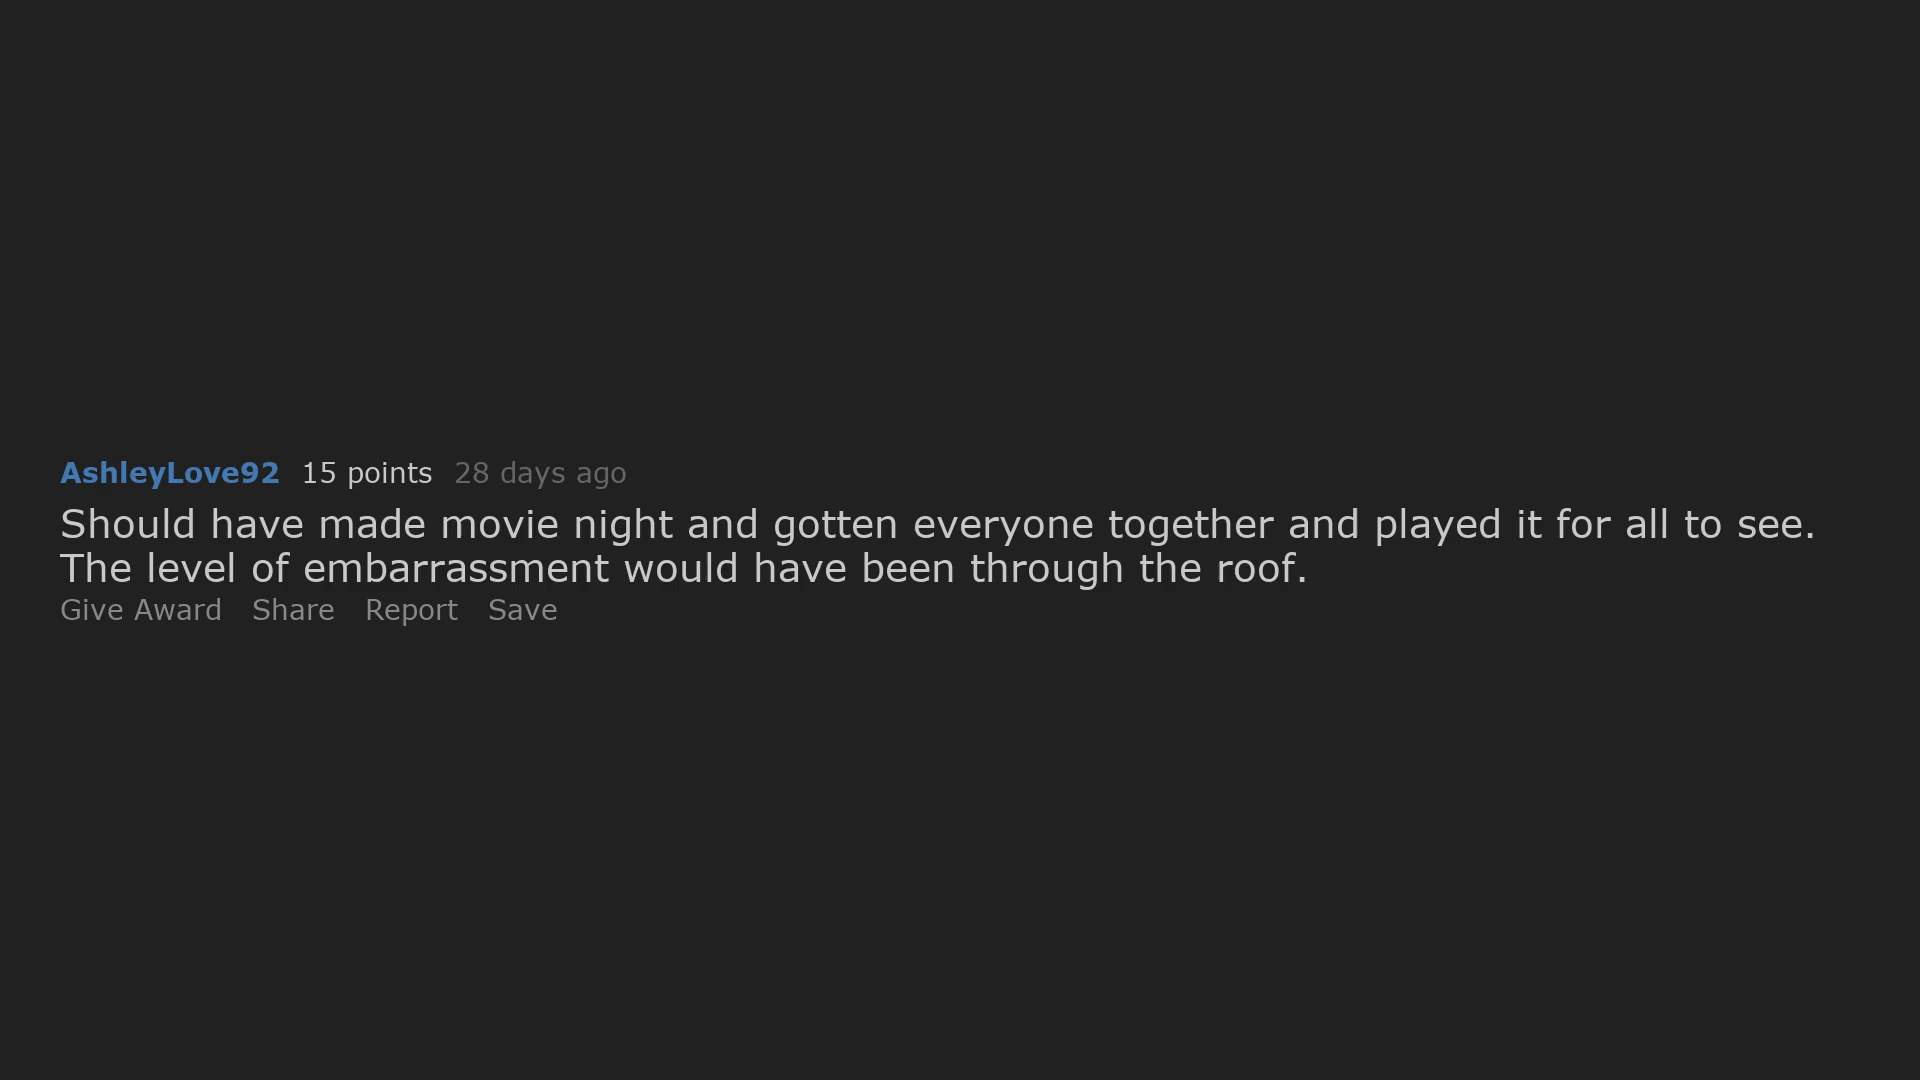 AshleyLove92 15 points 28 days ago
Should have made movie night and gotten everyone together and played it for all to see.
The level of embarrassment would have been through the roof.
Give Award Share Report Save